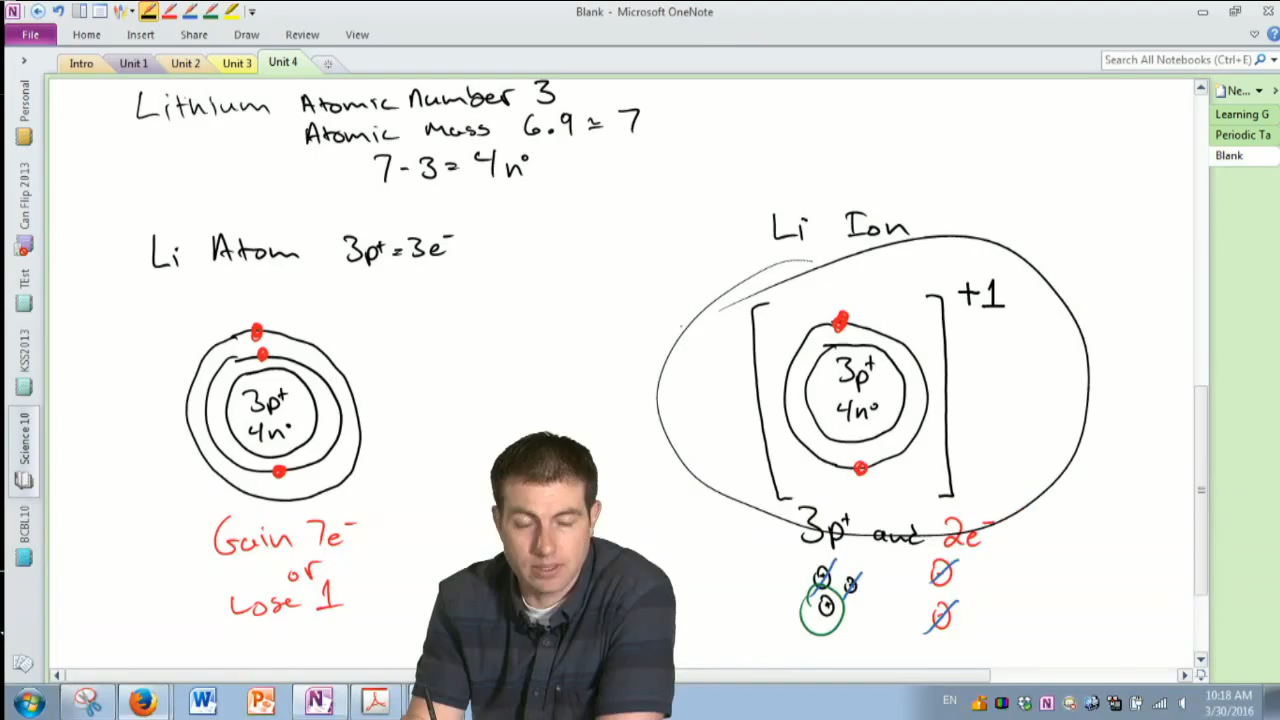 Blank - Microsoft OneNote
File Home Insert Share Draw Review View
Intro Unit 1 Unit 2 Unit 3 Unit 4
Search All Notebooks (Ctrl+E)
Ne...
Learning G
Periodic Ta
Blank
Personal
Can Flip 2013
TEst
KSS2013
Science 10
BCBL10
Lithium Atomic Number 3
Atomic Mass 6.9 ≃ 7
7 - 3 = 4n°
Li Atom 3p⁺ = 3e⁻
Li Ion
+1
3p⁺
4n°
3p⁺
4n°
Gain 7e⁻
or
Lose 1
3p⁺ and 2e⁻
EN
10:18 AM
3/30/2016